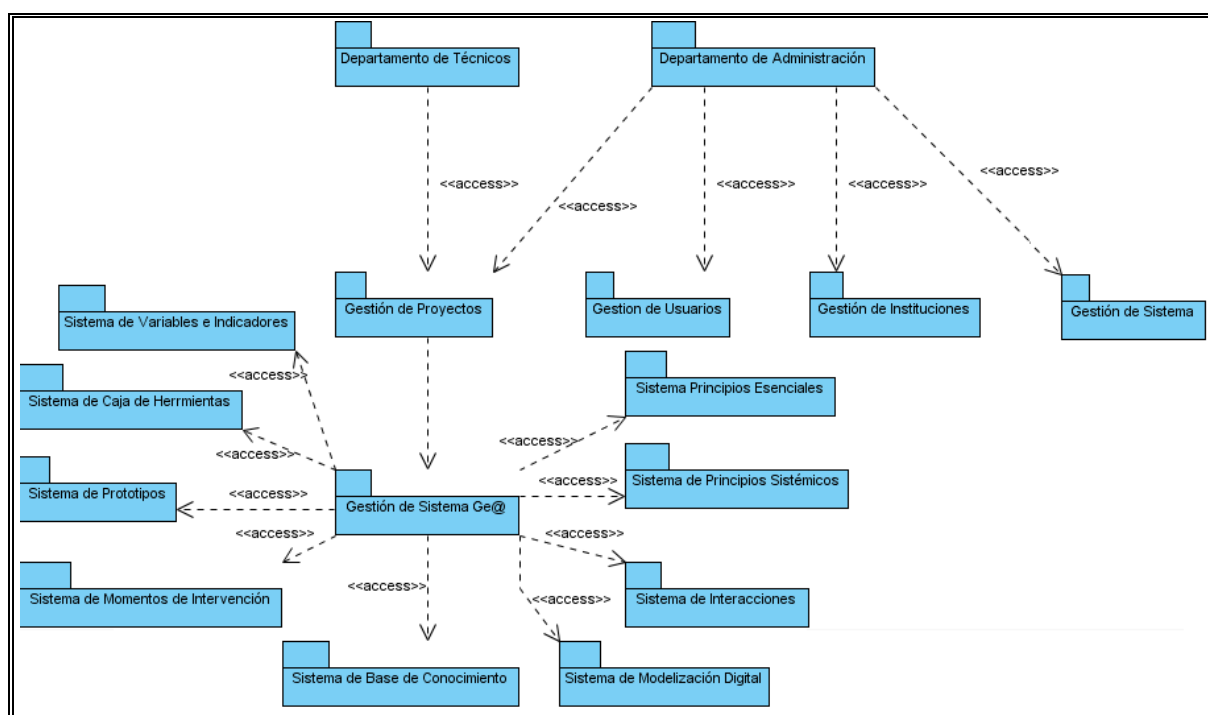 Departamento de Técnicos
Departamento de Administración
<<access>>
<<access>>
<<access>>
<<access>>
<<access>>
Gestión de Proyectos
Gestion de Usuarios
Gestión de Instituciones
Gestión de Sistema
Sistema de Variables e Indicadores
<<access>>
Sistema Principios Esenciales
Sistema de Caja de Herrmientas
<<access>>
<<access>>
Sistema de Principios Sistémicos
<<access>>
Sistema de Prototipos
<<access>>
Gestión de Sistema Ge@
<<access>>
<<access>>
<<access>>
<<access>>
Sistema de Momentos de Intervención
Sistema de Interacciones
Sistema de Base de Conocimiento
Sistema de Modelización Digital